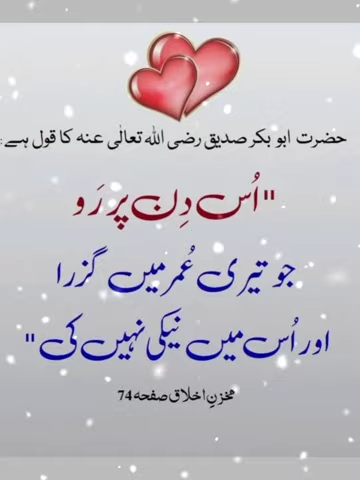 حضرت ابو بکر صدیق رضی اللہ تعالٰی عنہ کا قول ہے :
"اُس دِن پر رَو
جو تیری عُمر میں گزرا
اور اُس میں نیکی نہیں کی"
مخزنِ اخلاق صفحہ 74